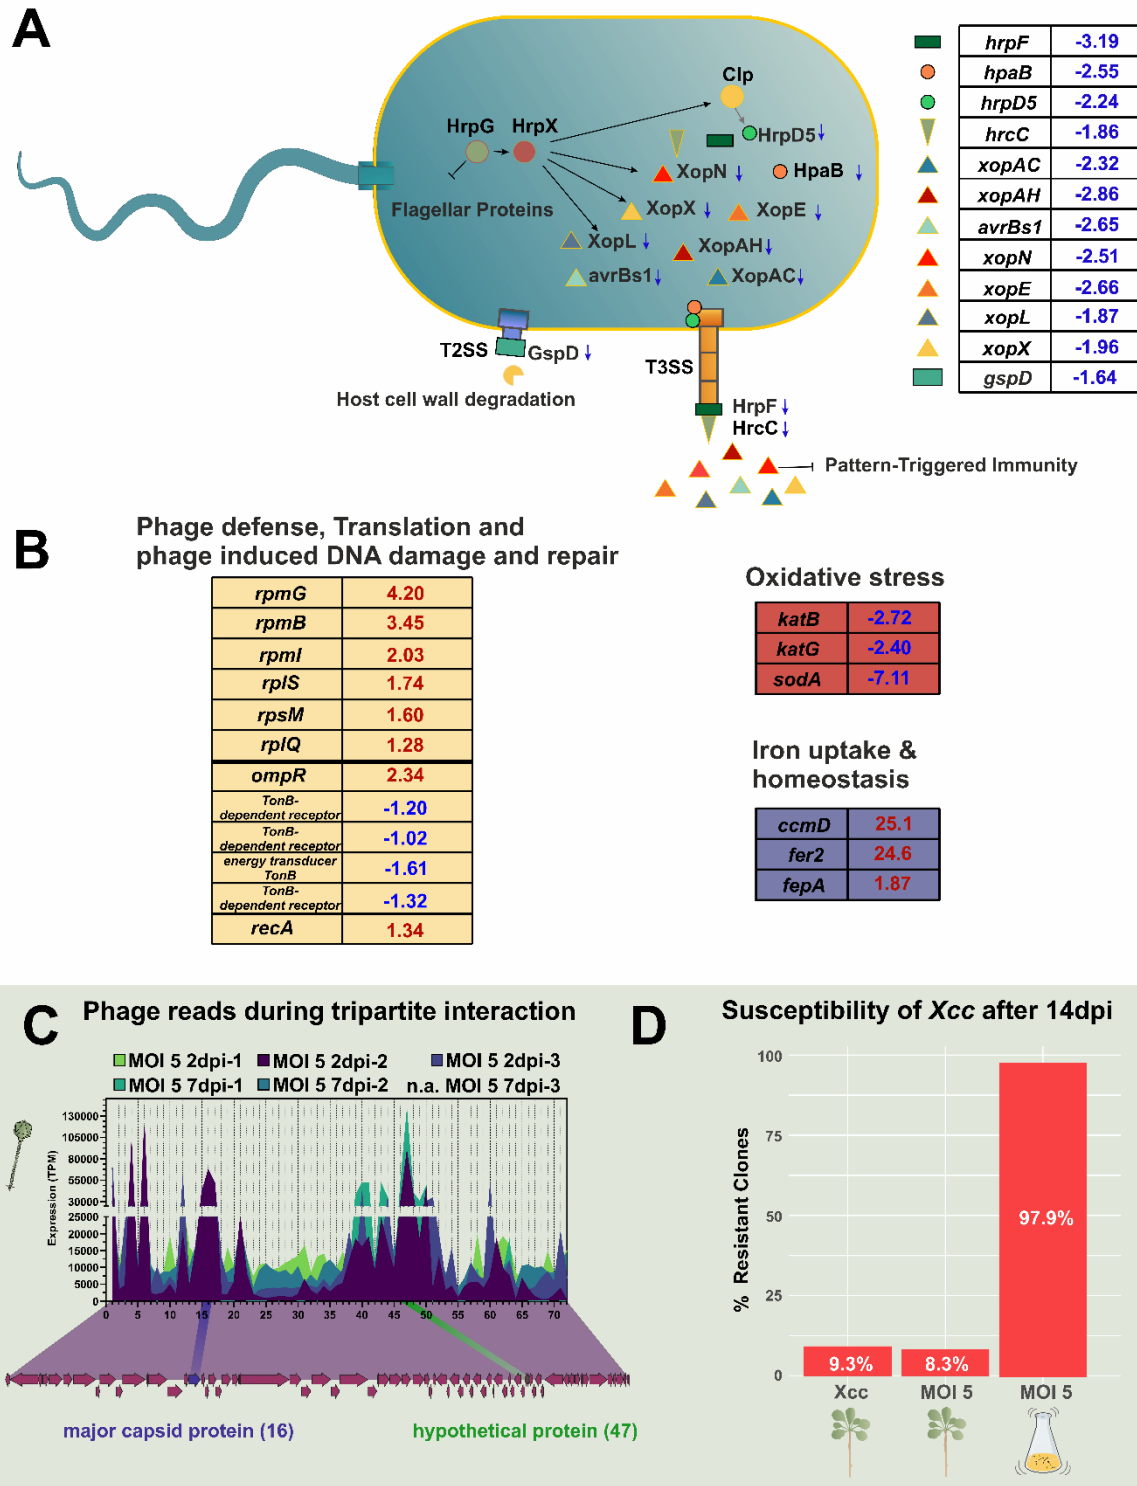 A
Clp
HrpG HrpX
HrpD5
XopN
HpaB
Flagellar Proteins
XopX
XopE
XopL
XopAH
avrBs1
XopAC
T2SS
GspD
Host cell wall degradation
T3SS
HrpF
HrcC
Pattern-Triggered Immunity
hrpF -3.19
hpaB -2.55
hrpD5 -2.24
hrcC -1.86
xopAC -2.32
xopAH -2.86
avrBs1 -2.65
xopN -2.51
xopE -2.66
xopL -1.87
xopX -1.96
gspD -1.64
B
Phage defense, Translation and
phage induced DNA damage and repair
rpmG 4.20
rpmB 3.45
rpmI 2.03
rplS 1.74
rpsM 1.60
rplQ 1.28
ompR 2.34
TonB-
dependent receptor -1.20
TonB-
dependent receptor -1.02
energy transducer
TonB -1.61
TonB-
dependent receptor -1.32
recA 1.34
Oxidative stress
katB -2.72
katG -2.40
sodA -7.11
Iron uptake &
homeostasis
ccmD 25.1
fer2 24.6
fepA 1.87
C
Phage reads during tripartite interaction
MOI 5 2dpi-1 MOI 5 2dpi-2 MOI 5 2dpi-3
MOI 5 7dpi-1 MOI 5 7dpi-2 n.a. MOI 5 7dpi-3
Expression (TPM)
130000
105000
80000
55000
30000
25000
20000
15000
10000
5000
0
0 5 10 15 20 25 30 35 40 45 50 55 60 65 70
major capsid protein (16)
hypothetical protein (47)
D
Susceptibility of Xcc after 14dpi
% Resistant Clones
100
75
50
25
0
9.3%
8.3%
97.9%
Xcc MOI 5 MOI 5